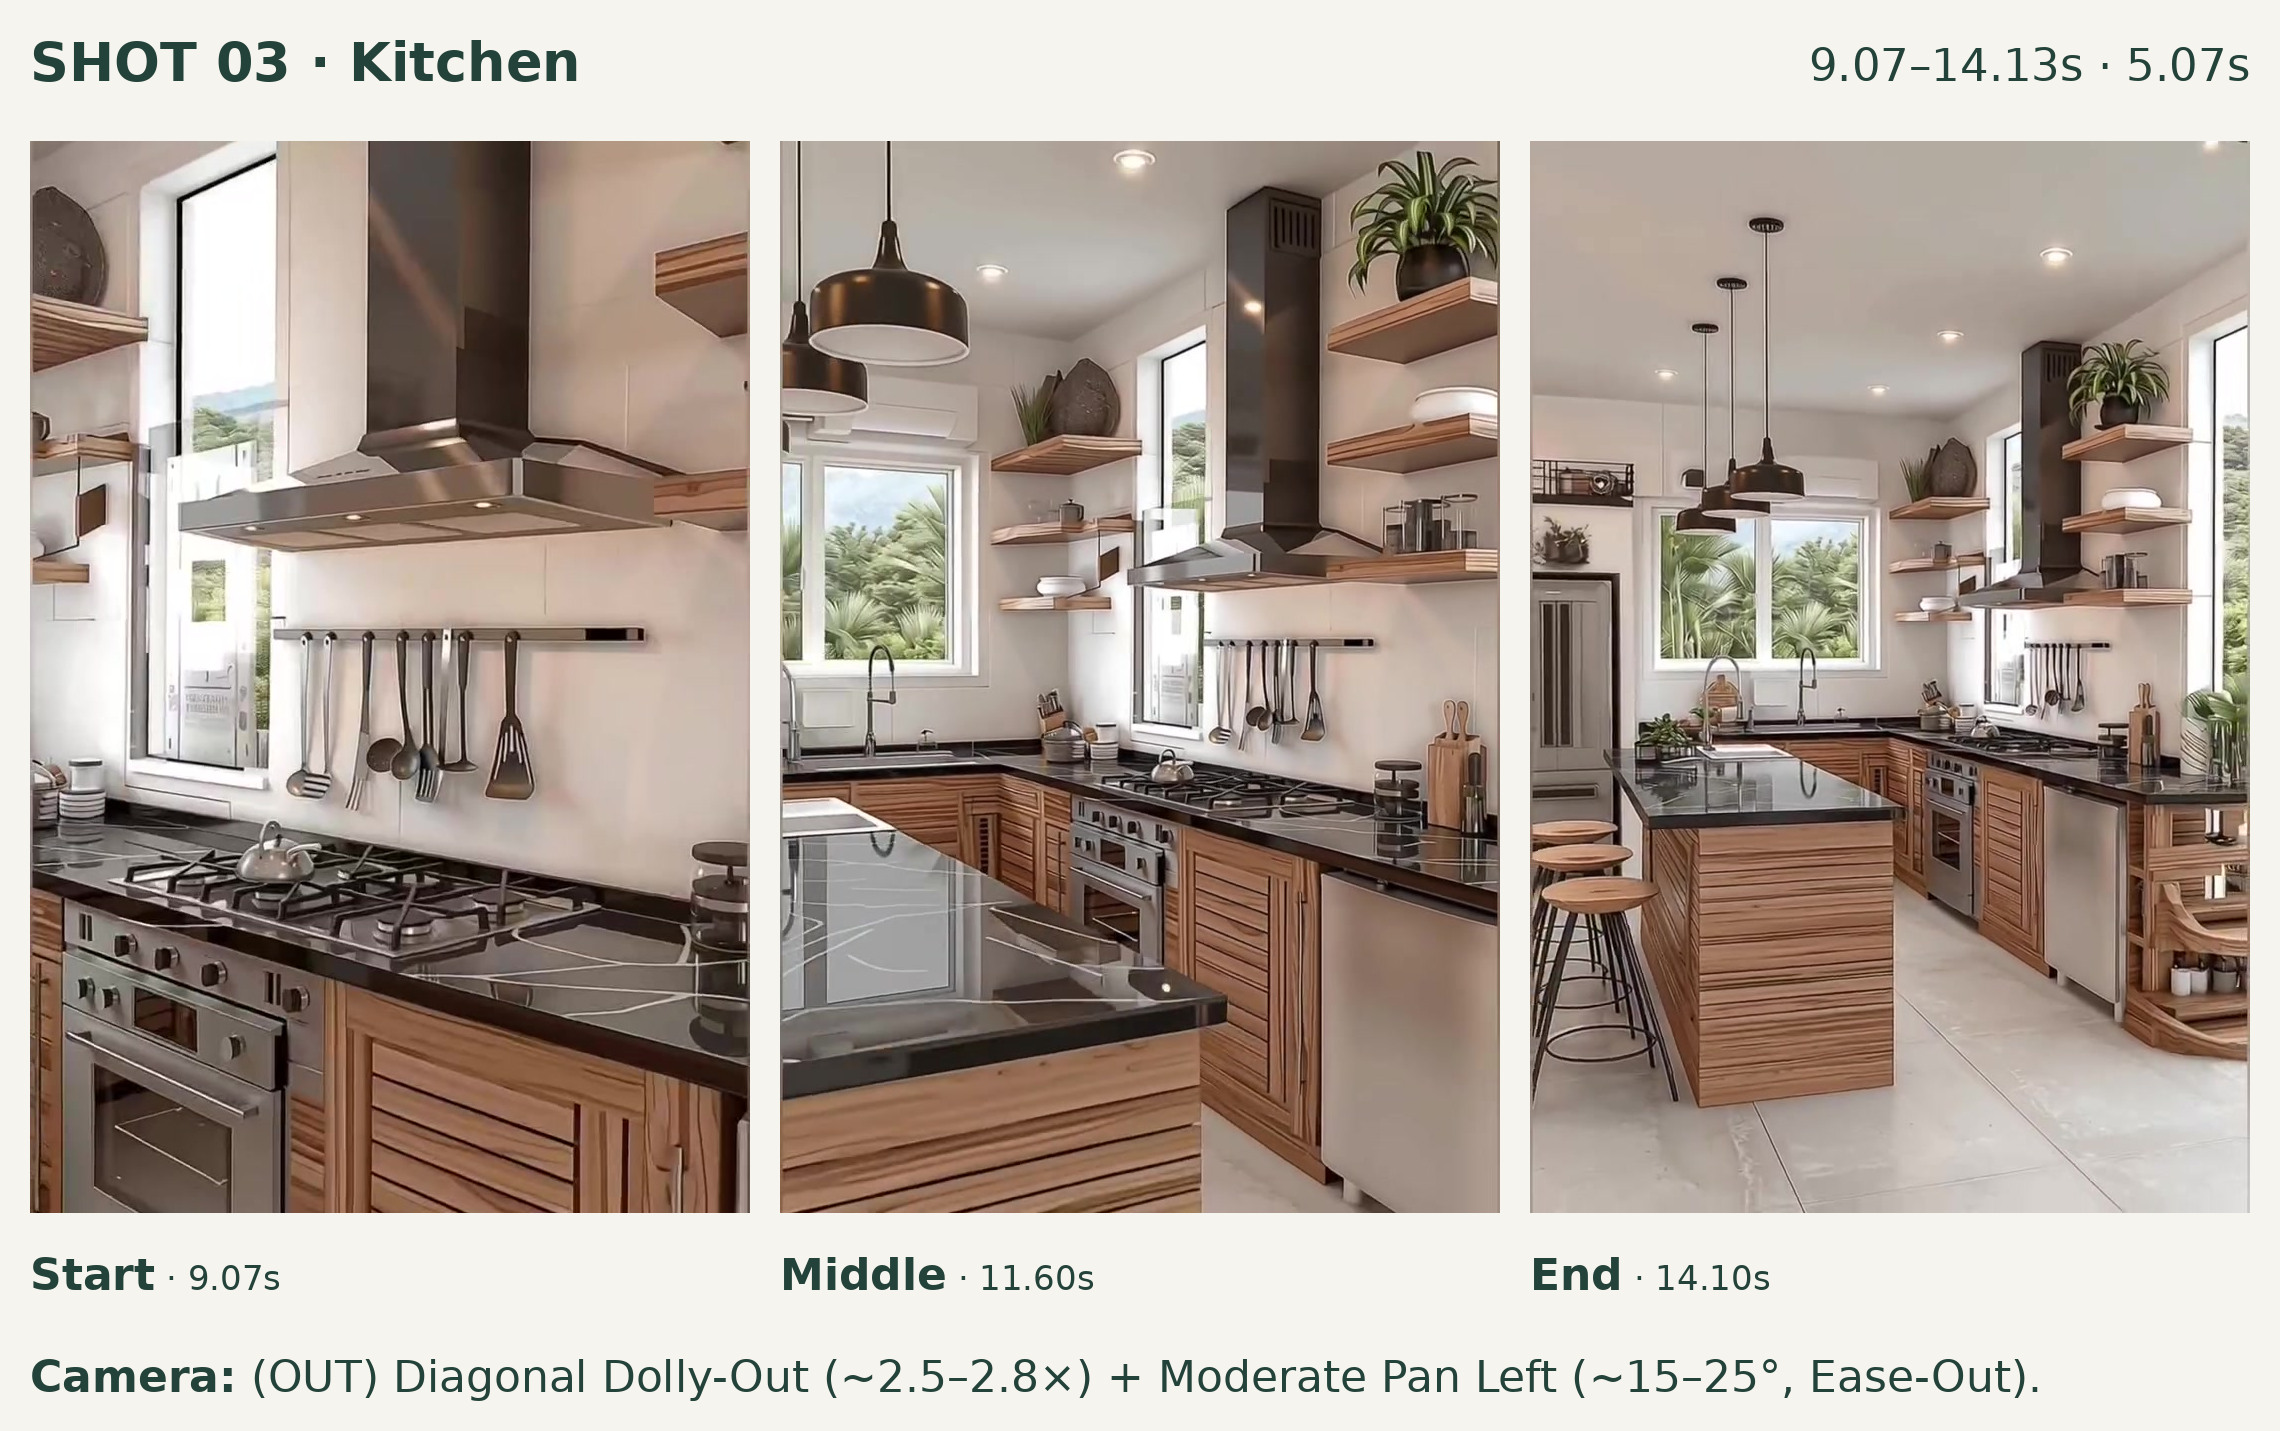 SHOT 03 · Kitchen
9.07–14.13s · 5.07s
Start · 9.07s
Middle · 11.60s
End · 14.10s
Camera: (OUT) Diagonal Dolly-Out (~2.5–2.8×) + Moderate Pan Left (~15–25°, Ease-Out).